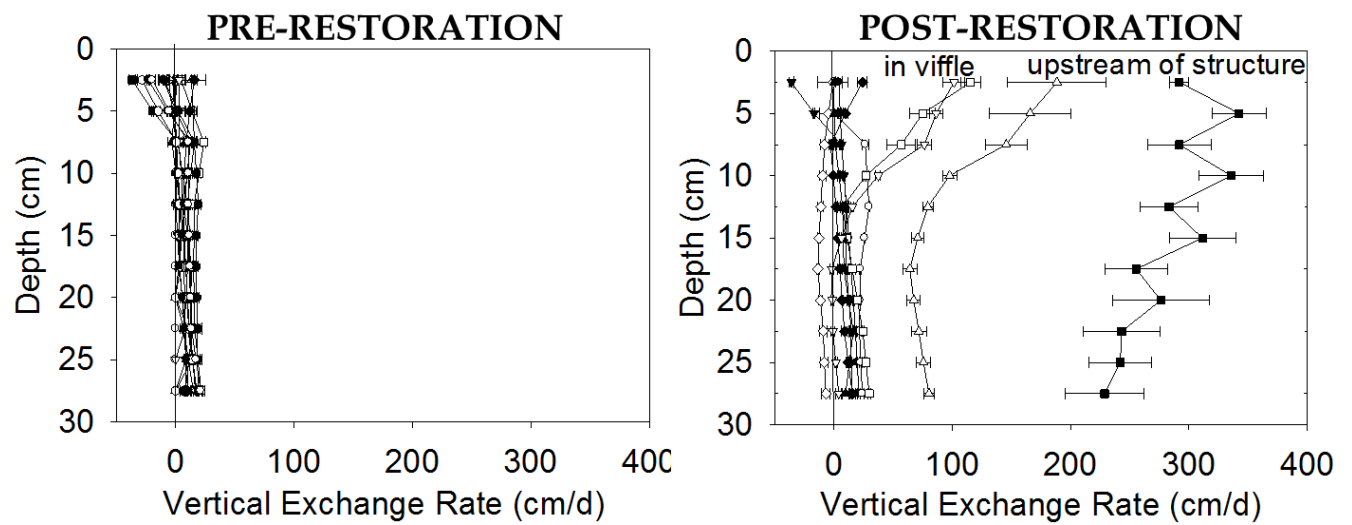 PRE-RESTORATION
0
5
10
15
20
25
30
Depth (cm)
0 100 200 300 400
Vertical Exchange Rate (cm/d)
POST-RESTORATION
in viffle upstream of structure
0
5
10
15
20
25
30
Depth (cm)
0 100 200 300 400
Vertical Exchange Rate (cm/d)